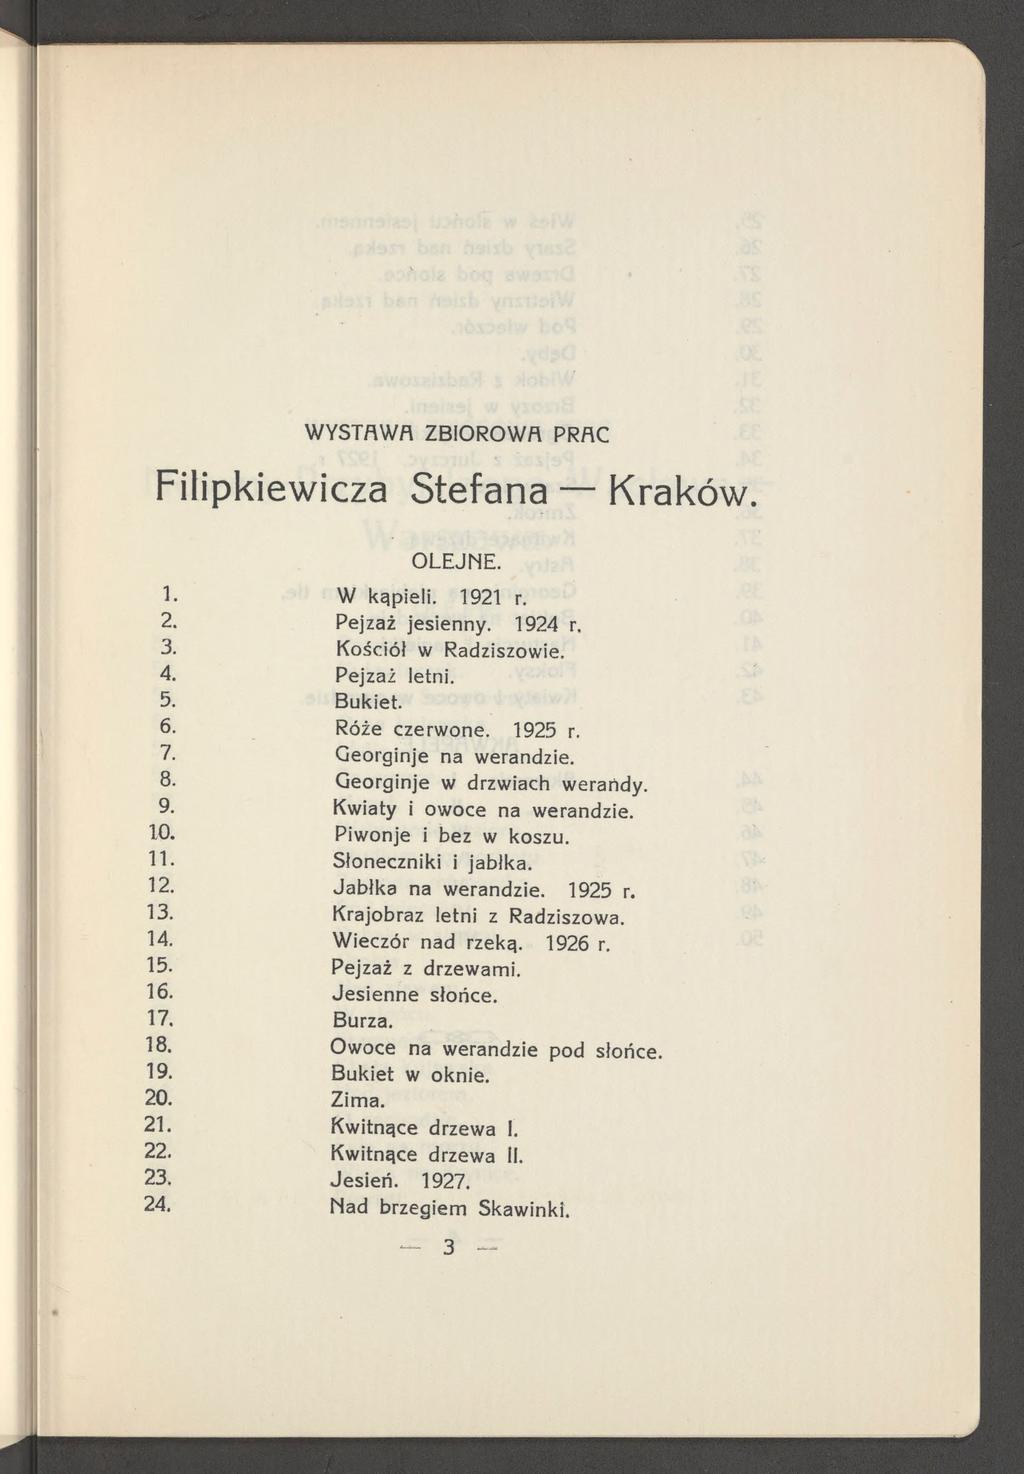 WYSTAWA ZBIOROWA PRAC
Filipkiewicza Stefana — Kraków.
OLEJNE.
1. W kąpieli. 1921 r.
2. Pejzaż jesienny. 1924 r.
3. Kościół w Radziszowie.
4. Pejzaż letni.
5. Bukiet.
6. Róże czerwone. 1925 r.
7. Georginje na werandzie.
8. Georginje w drzwiach werandy.
9. Kwiaty i owoce na werandzie.
10. Piwonje i bez w koszu.
11. Słoneczniki i jabłka.
12. Jabłka na werandzie. 1925 r.
13. Krajobraz letni z Radziszowa.
14. Wieczór nad rzeką. 1926 r.
15. Pejzaż z drzewami.
16. Jesienne słońce.
17. Burza.
18. Owoce na werandzie pod słońce.
19. Bukiet w oknie.
20. Zima.
21. Kwitnące drzewa I.
22. Kwitnące drzewa II.
23. Jesień. 1927.
24. Nad brzegiem Skawinki.
— 3 —